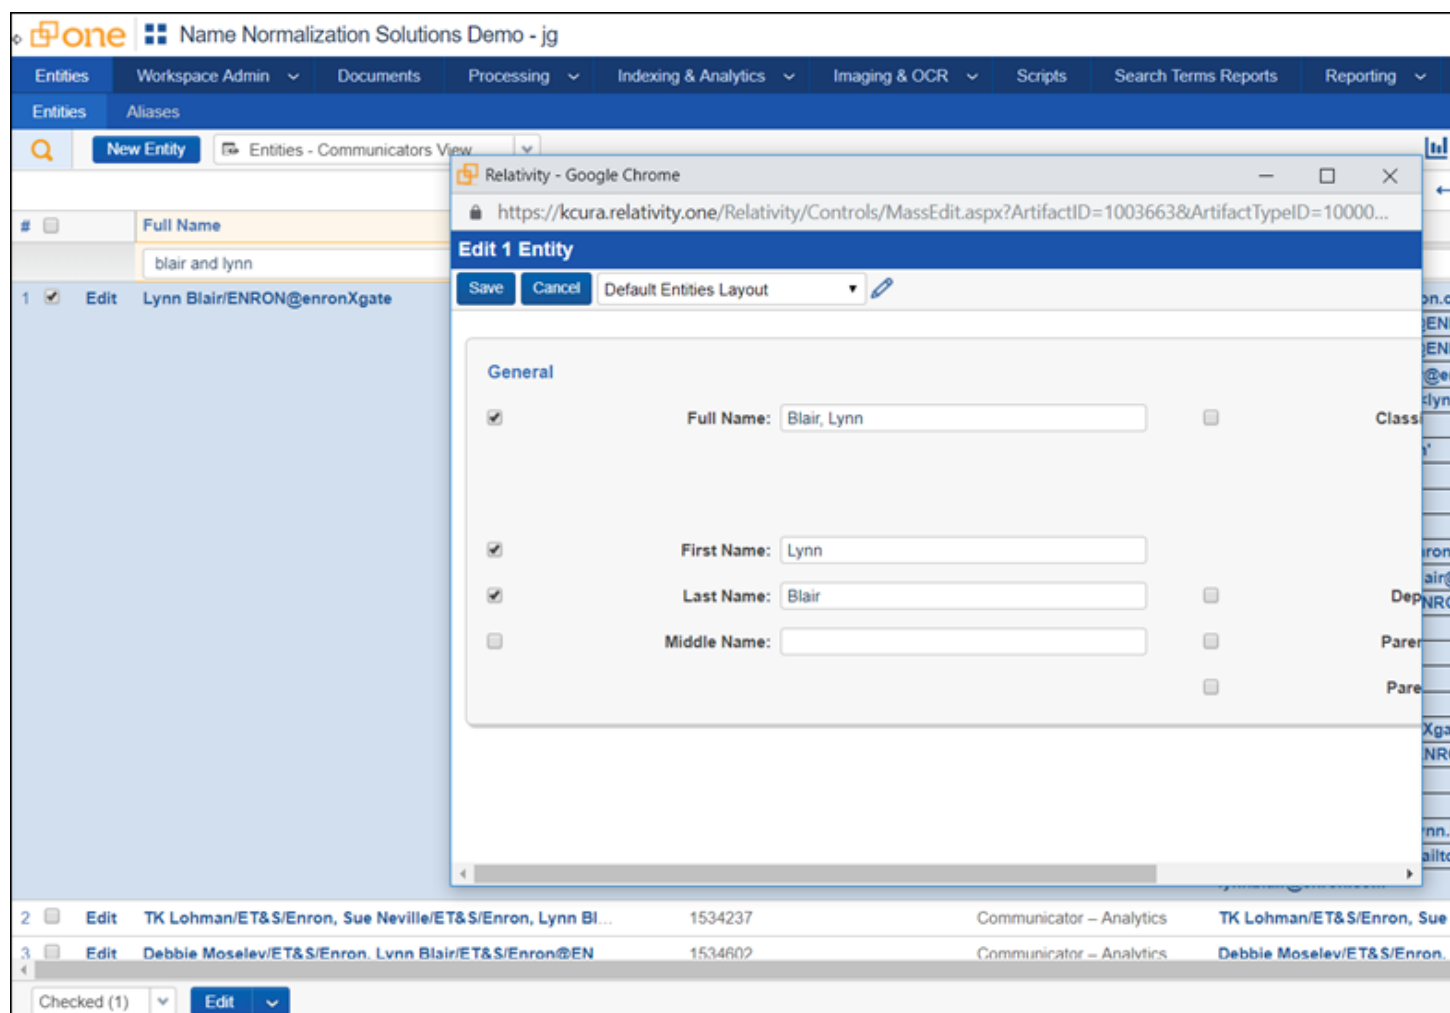 one Name Normalization Solutions Demo - jg
Entities Workspace Admin Documents Processing Indexing & Analytics Imaging & OCR Scripts Search Terms Reports Reporting
Entities Aliases
New Entity Entities - Communicators View
Relativity - Google Chrome
https://kcura.relativity.one/Relativity/Controls/MassEdit.aspx?ArtifactID=1003663&ArtifactTypeID=10000...
# Full Name
Edit 1 Entity
blair and lynn
Save Cancel Default Entities Layout
1 Edit Lynn Blair/ENRON@enronXgate
General
Full Name: Blair, Lynn Classi
First Name: Lynn
Last Name: Blair Dep
Middle Name: Paren
Pare
2 Edit TK Lohman/ET&S/Enron, Sue Neville/ET&S/Enron, Lynn Bl... 1534237 Communicator – Analytics TK Lohman/ET&S/Enron, Sue
3 Edit Debbie Moseley/ET&S/Enron, Lynn Blair/ET&S/Enron@EN 1534602 Communicator – Analytics Debbie Moseley/ET&S/Enron,
Checked (1) Edit